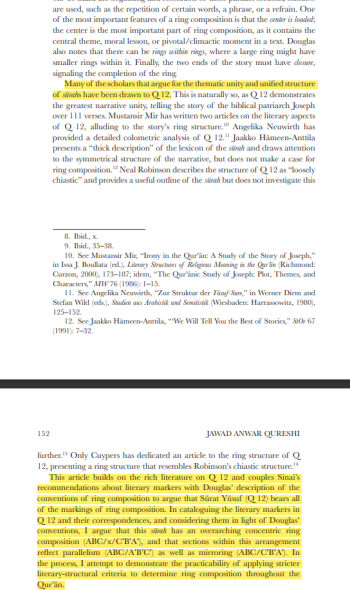 are used, such as the repetition of certain words, a phrase, or a refrain. One
of the most important features of a ring composition is that the center is loaded;
the center is the most important part of ring composition, as it contains the
central theme, moral lesson, or pivotal/climactic moment in a text. Douglas
also notes that there can be rings within rings, where a large ring might have
smaller rings within it. Finally, the two ends of the story must have closure,
signaling the completion of the ring.
Many of the scholars that argue for the thematic unity and unified structure
of sūrahs have been drawn to Q 12. This is naturally so, as Q 12 demonstrates
the greatest narrative unity, telling the story of the biblical patriarch Joseph
over 111 verses. Mustansir Mir has written two articles on the literary aspects
of Q 12, alluding to the story's ring structure.10 Angelika Neuwirth has
provided a detailed colometric analysis of Q 12.11 Jaakko Hämeen-Anttila
presents a "thick description" of the lexicon of the sūrah and draws attention
to the symmetrical structure of the narrative, but does not make a case for
ring composition.12 Neal Robinson describes the structure of Q 12 as "loosely
chiastic" and provides a useful outline of the sūrah but does not investigate this
8. Ibid., x.
9. Ibid., 35–38.
10. See Mustansir Mir, "Irony in the Qurʾān: A Study of the Story of Joseph,"
in Issa J. Boullata (ed.), Literary Structures of Religious Meaning in the Qurʾān (Richmond:
Curzon, 2000), 173–187; idem, "The Qurʾānic Study of Joseph: Plot, Themes, and
Characters," MW 76 (1986): 1–15.
11. See Angelika Neuwirth, "Zur Struktur der Yūsuf-Sure," in Werner Diem and
Stefan Wild (eds.), Studien aus Arabistik und Semitistik (Wiesbaden: Harrassowitz, 1980),
125–152.
12. See Jaakko Hämeen-Anttila, "'We Will Tell You the Best of Stories,'" StOr 67
(1991): 7–32.
152 JAWAD ANWAR QURESHI
further.13 Only Cuypers has dedicated an article to the ring structure of Q
12, presenting a ring structure that resembles Robinson's chiastic structure.14
This article builds on the rich literature on Q 12 and couples Sinai's
recommendations about literary markers with Douglas' description of the
conventions of ring composition to argue that Sūrat Yūsuf (Q 12) bears all
of the markings of ring composition. In cataloguing the literary markers in
Q 12 and their correspondences, and considering them in light of Douglas'
conventions, I argue that this sūrah has an overarching concentric ring
composition (ABC/x/C′B′A′), and that sections within this arrangement
reflect parallelism (ABC/A′B′C′) as well as mirroring (ABC/C′B′A′). In
the process, I attempt to demonstrate the practicability of applying stricter
literary-structural criteria to determine ring composition throughout the
Qurʾān.